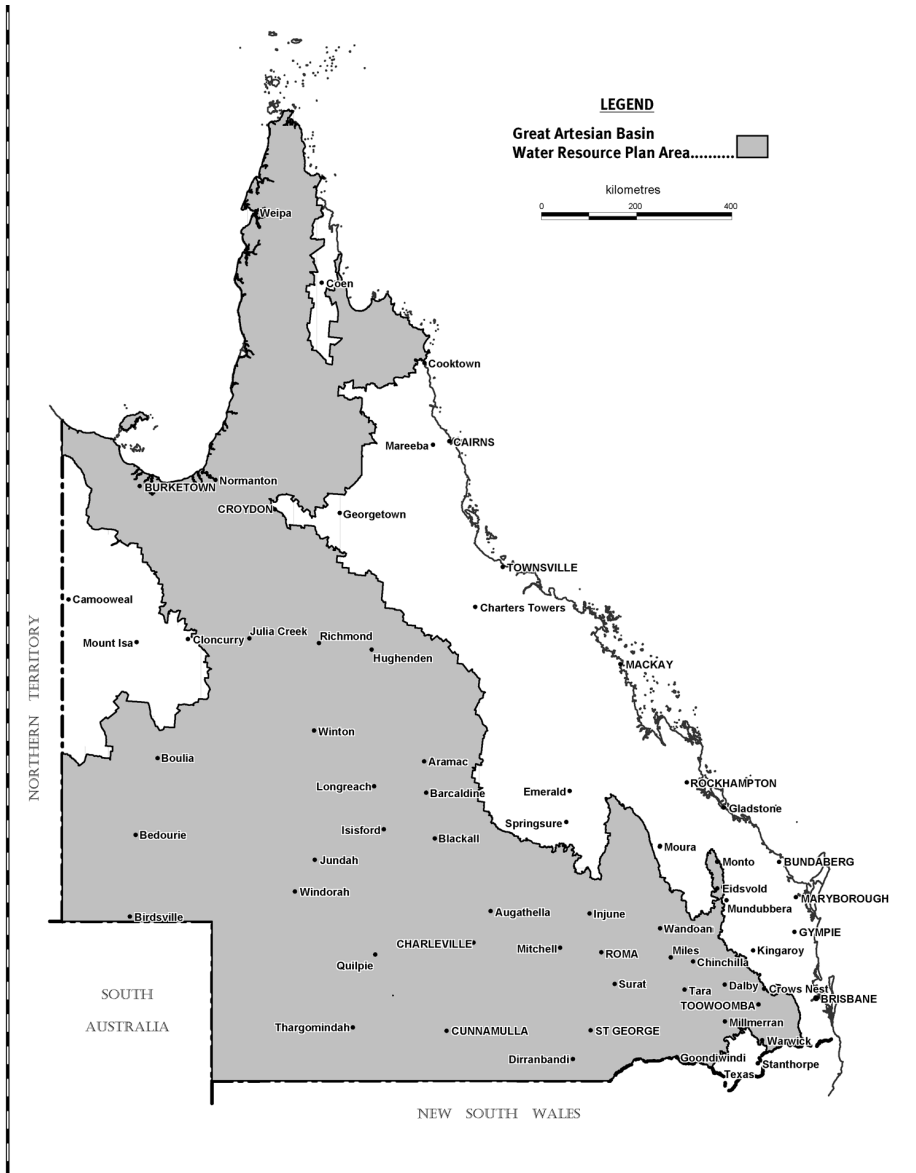 LEGEND
Great Artesian Basin
Water Resource Plan Area..........
kilometres
0 200 400
Weipa
Coen
Cooktown
Mareeba
CAIRNS
Normanton
BURKETOWN
CROYDON
Georgetown
TOWNSVILLE
Camooweal
Charters Towers
Julia Creek
Richmond
Mount Isa
Cloncurry
Hughenden
MACKAY
NORTHERN TERRITORY
Winton
Boulia
Aramac
ROCKHAMPTON
Longreach
Barcaldine
Emerald
Gladstone
Springsure
Isisford
Bedourie
Blackall
Moura
Jundah
Monto
BUNDABERG
Windorah
Eidsvold
MARYBOROUGH
Mundubbera
Augathella
Injune
Birdsville
Wandoan
GYMPIE
CHARLEVILLE
Mitchell
ROMA
Miles
Kingaroy
Quilpie
Chinchilla
Surat
Tara
Dalby
Crows Nest
SOUTH
AUSTRALIA
BRISBANE
TOOWOOMBA
Thargomindah
CUNNAMULLA
ST GEORGE
Millmerran
Warwick
Dirranbandi
Goondiwindi
Stanthorpe
Texas
NEW SOUTH WALES